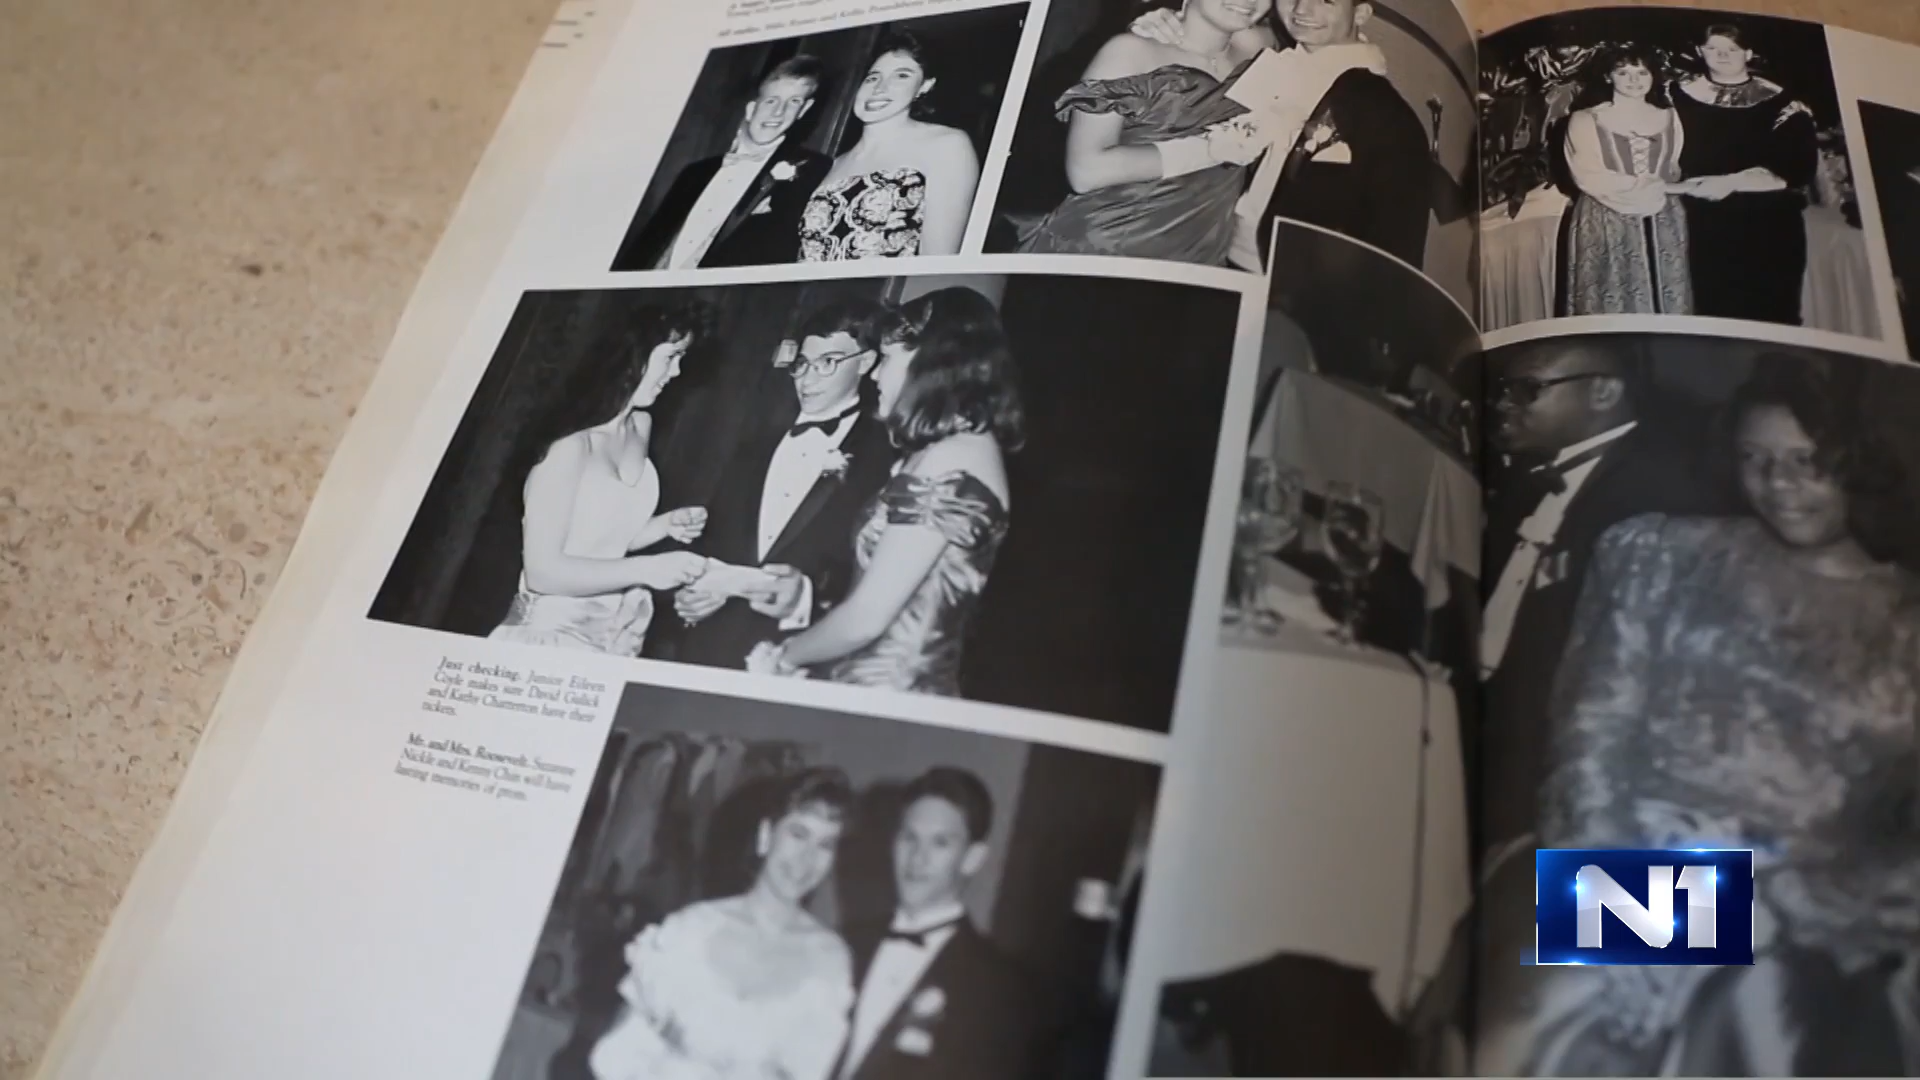 Just checking. Junior Eileen
Coyle makes sure David Gulick
and Kathy Chatterton have their
tickets.
Mr. and Mrs. Roosevelt. Suzanne
Nickle and Kenny Chin will have
lasting memories of prom.
N1